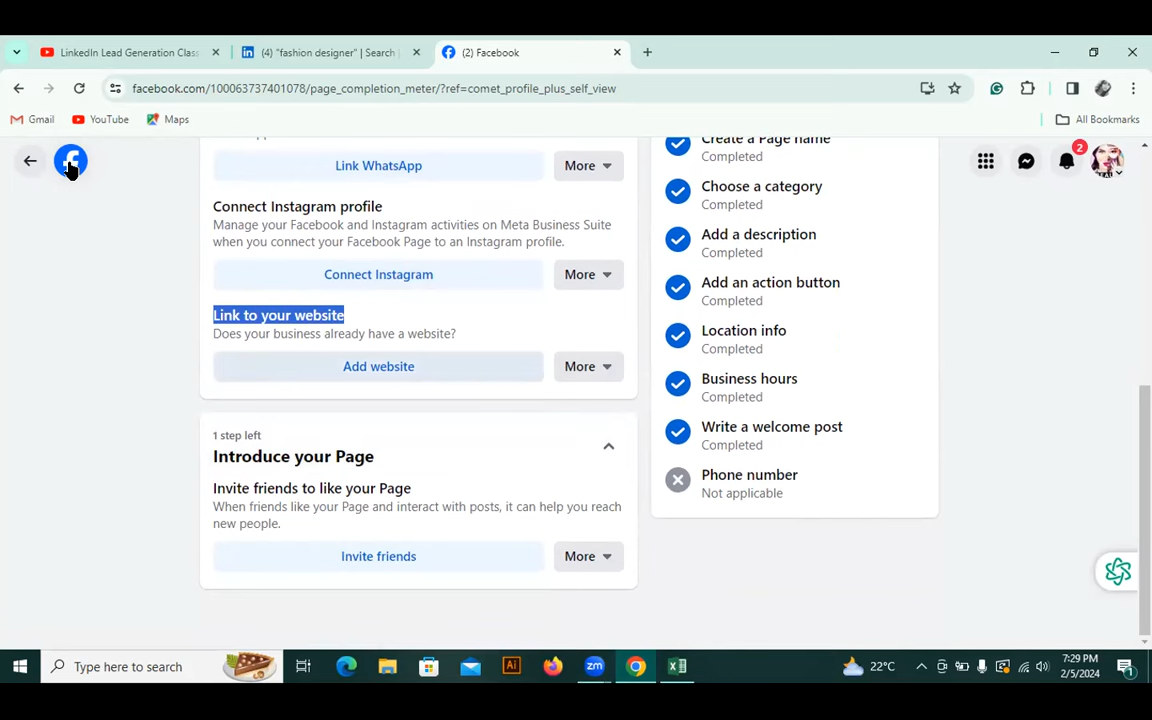 LinkedIn Lead Generation Class
(4) "fashion designer" | Search
(2) Facebook
facebook.com/100063737401078/page_completion_meter/?ref=comet_profile_plus_self_view
Gmail
YouTube
Maps
All Bookmarks
2
Link WhatsApp
More
Connect Instagram profile
Manage your Facebook and Instagram activities on Meta Business Suite
when you connect your Facebook Page to an Instagram profile.
Connect Instagram
More
Link to your website
Does your business already have a website?
Add website
More
1 step left
Introduce your Page
Invite friends to like your Page
When friends like your Page and interact with posts, it can help you reach
new people.
Invite friends
More
Create a Page name
Completed
Choose a category
Completed
Add a description
Completed
Add an action button
Completed
Location info
Completed
Business hours
Completed
Write a welcome post
Completed
Phone number
Not applicable
Type here to search
Ai
zm
22°C
7:29 PM
2/5/2024
1